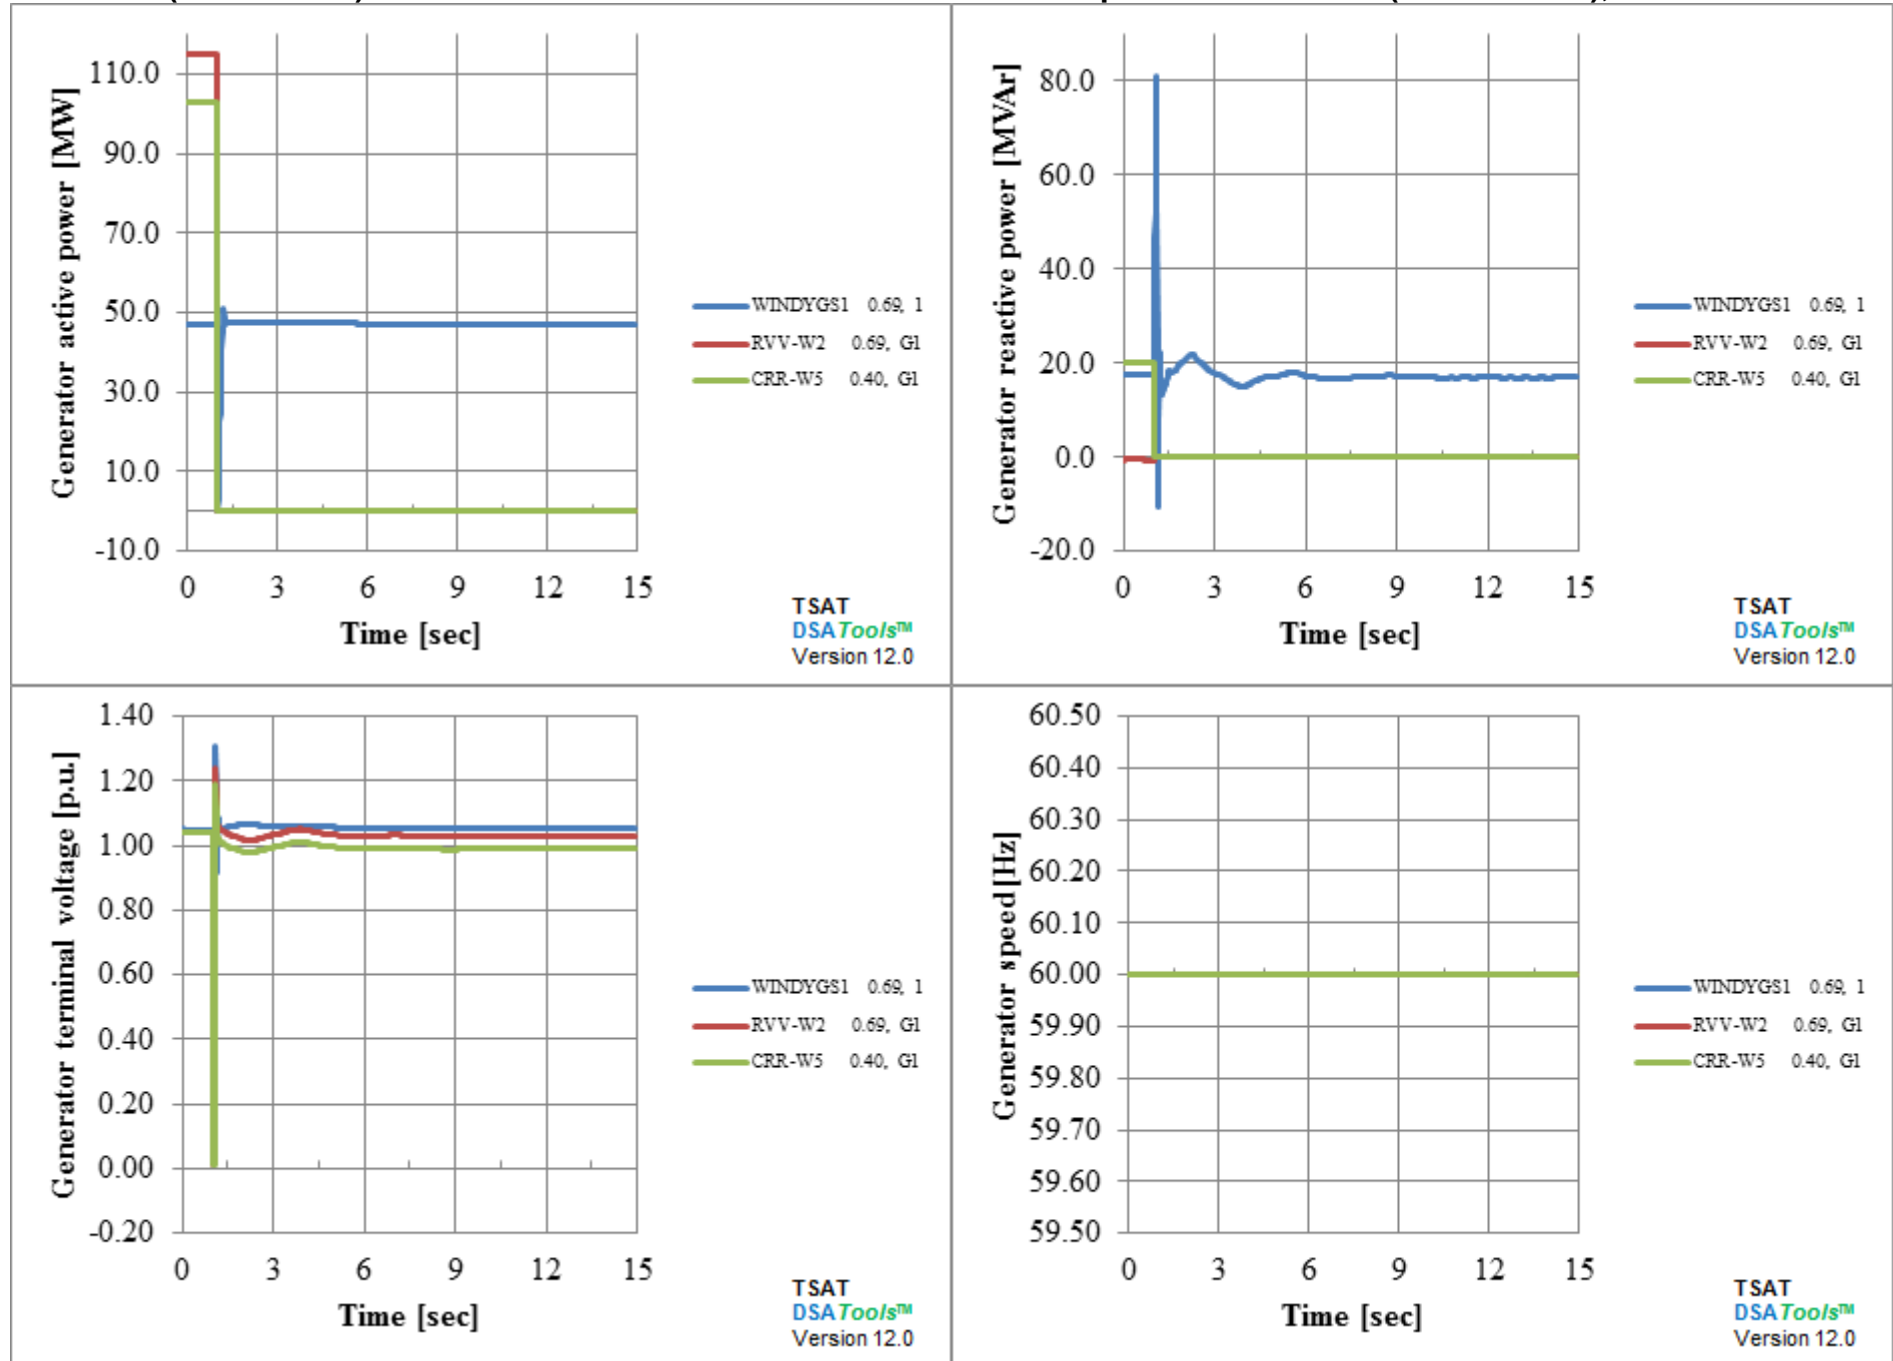 Generator active power [MW]
110.0
90.0
70.0
50.0
30.0
10.0
-10.0
0 3 6 9 12 15
Time [sec]
WINDYGS1 0.69, 1
RVV-W2 0.69, G1
CRR-W5 0.40, G1
TSAT
DSATools™
Version 12.0
Generator reactive power [MVAr]
80.0
60.0
40.0
20.0
0.0
-20.0
0 3 6 9 12 15
Time [sec]
WINDYGS1 0.69, 1
RVV-W2 0.69, G1
CRR-W5 0.40, G1
TSAT
DSATools™
Version 12.0
Generator terminal voltage [p.u.]
1.40
1.20
1.00
0.80
0.60
0.40
0.20
0.00
-0.20
0 3 6 9 12 15
Time [sec]
WINDYGS1 0.69, 1
RVV-W2 0.69, G1
CRR-W5 0.40, G1
TSAT
DSATools™
Version 12.0
Generator speed[Hz]
60.50
60.40
60.30
60.20
60.10
60.00
59.90
59.80
59.70
59.60
59.50
0 3 6 9 12 15
Time [sec]
WINDYGS1 0.69, 1
RVV-W2 0.69, G1
CRR-W5 0.40, G1
TSAT
DSATools™
Version 12.0